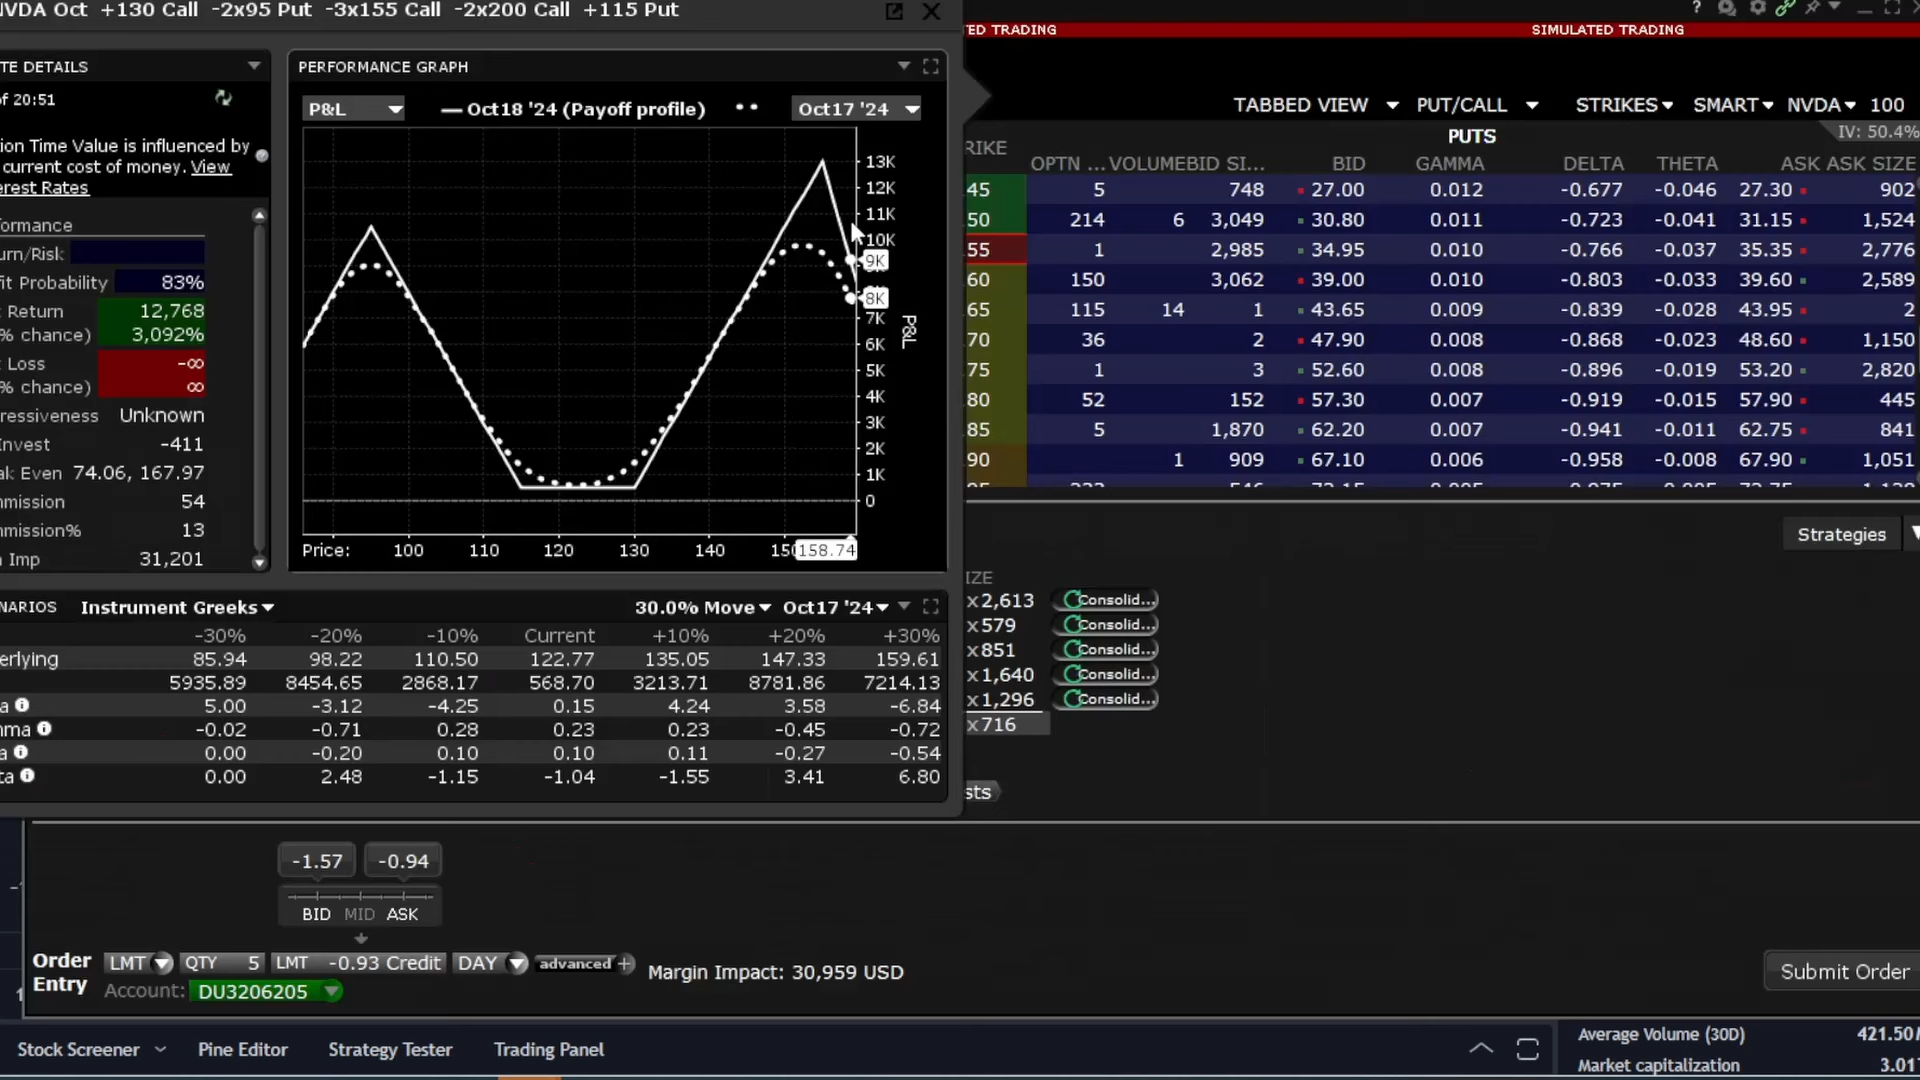 NVDA Oct +130 Call -2x95 Put -3x155 Call -2x200 Call +115 Put
TE DETAILS
of 20:51
ion Time Value is influenced by
current cost of money. View
erest Rates
ormance
urn/Risk:
fit Probability 83%
Return 12,768
% chance) 3,092%
Loss -∞
% chance) ∞
ressiveness Unknown
Invest -411
ak Even 74.06, 167.97
mmission 54
mmission% 13
Imp 31,201
PERFORMANCE GRAPH
P&L
Oct18 '24 (Payoff profile)
Oct17 '24
13K
12K
11K
10K
9K
8K
7K
6K
5K
4K
3K
2K
1K
0
P&L
Price: 100 110 120 130 140 150 158.74
NARIOS Instrument Greeks 30.0% Move Oct17 '24
-30% -20% -10% Current +10% +20% +30%
erlying 85.94 98.22 110.50 122.77 135.05 147.33 159.61
5935.89 8454.65 2868.17 568.70 3213.71 8781.86 7214.13
a 5.00 -3.12 -4.25 0.15 4.24 3.58 -6.84
mma -0.02 -0.71 0.28 0.23 0.23 -0.45 -0.72
a 0.00 -0.20 0.10 0.10 0.11 -0.27 -0.54
ta 0.00 2.48 -1.15 -1.04 -1.55 3.41 6.80
TED TRADING
SIMULATED TRADING
TABBED VIEW PUT/CALL STRIKES SMART NVDA 100
PUTS
IV: 50.4%
RIKE OPTN ... VOLUME BID SI... BID GAMMA DELTA THETA ASK ASK SIZE
45 5 748 27.00 0.012 -0.677 -0.046 27.30 902
50 214 6 3,049 30.80 0.011 -0.723 -0.041 31.15 1,524
55 1 2,985 34.95 0.010 -0.766 -0.037 35.35 2,776
60 150 3,062 39.00 0.010 -0.803 -0.033 39.60 2,589
65 115 14 1 43.65 0.009 -0.839 -0.028 43.95 2
70 36 2 47.90 0.008 -0.868 -0.023 48.60 1,150
75 1 3 52.60 0.008 -0.896 -0.019 53.20 2,820
80 52 152 57.30 0.007 -0.919 -0.015 57.90 445
85 5 1,870 62.20 0.007 -0.941 -0.011 62.75 841
90 1 909 67.10 0.006 -0.958 -0.008 67.90 1,051
Strategies
IZE
x 2,613 Consolid...
x 579 Consolid...
x 851 Consolid...
x 1,640 Consolid...
x 1,296 Consolid...
x 716
sts
-1.57 -0.94
BID MID ASK
Order Entry LMT QTY 5 LMT -0.93 Credit DAY advanced + Margin Impact: 30,959 USD
Account: DU3206205
Submit Order
Stock Screener Pine Editor Strategy Tester Trading Panel
Average Volume (30D) 421.50M
Market capitalization 3.01